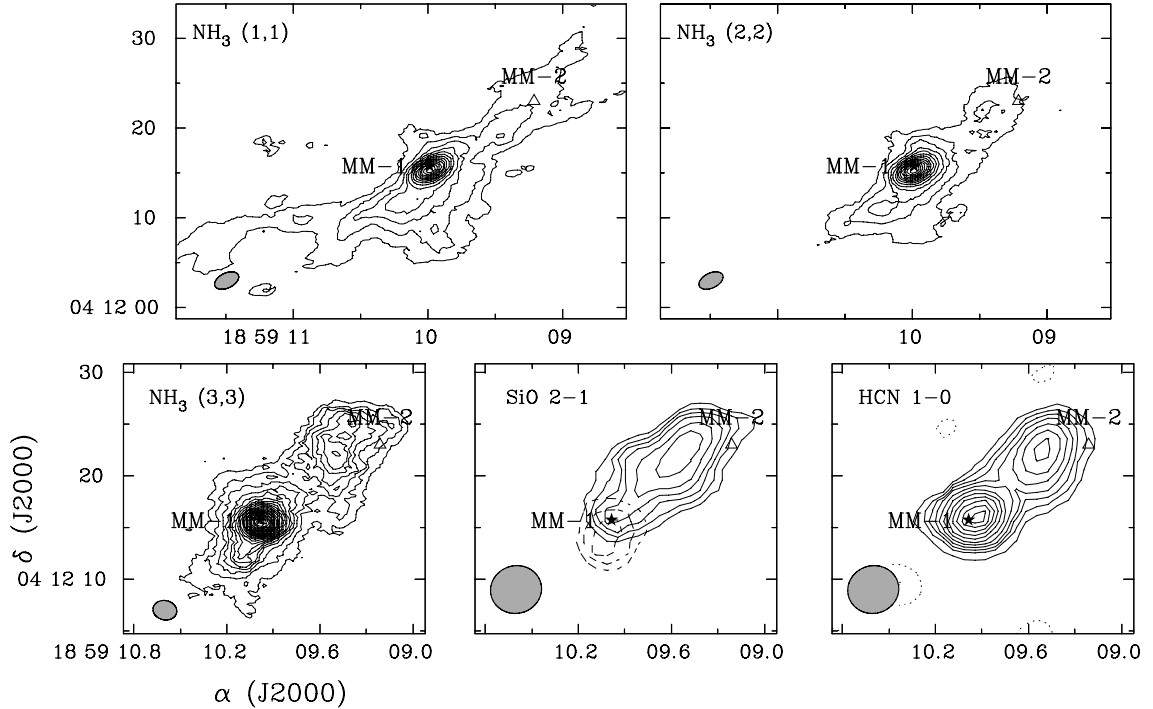 NH3 (1,1)
NH3 (2,2)
30
20
10
04 12 00
MM-2
MM-1
MM-2
MM-1
18 59 11
10
09
10
09
NH3 (3,3)
SiO 2-1
HCN 1-0
30
20
04 12 10
MM-2
MM-1
MM-2
MM-1
MM-2
MM-1
18 59 10.8
10.2
9.6
09.0
10.2
09.6
09.0
10.2
09.6
09.0
δ (J2000)
α (J2000)